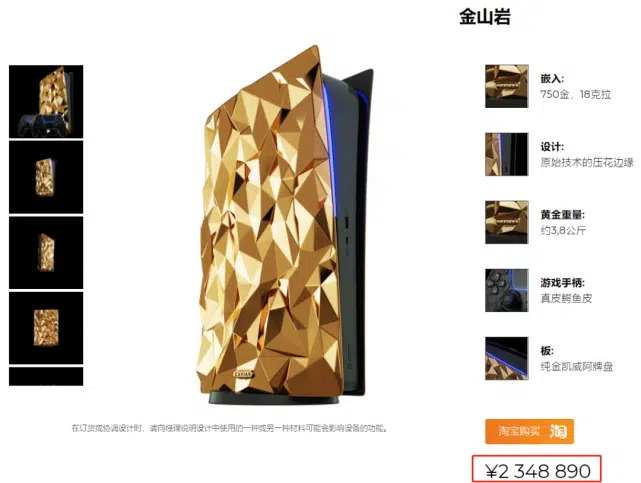 金山岩
嵌入:
750金，18克拉
设计:
原始技术的压花边缘
黄金重量:
约3,8公斤
游戏手柄:
真皮鳄鱼皮
板:
纯金凯威阿牌盘
CAVIAR
在订货或协调设计时，请向经理说明设计中使用的一种或另一种材料可能会影响设备的功能。
淘宝购买 淘
¥2 348 890